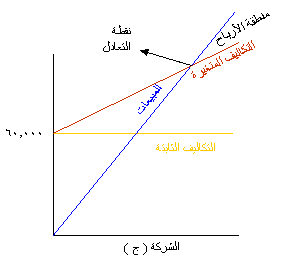 منطقة الأرباح
نقطة
التعادل
التكاليف المتغيرة
المبيعات
٦٠,٠٠٠
التكاليف الثابتة
الشركة ( ج )